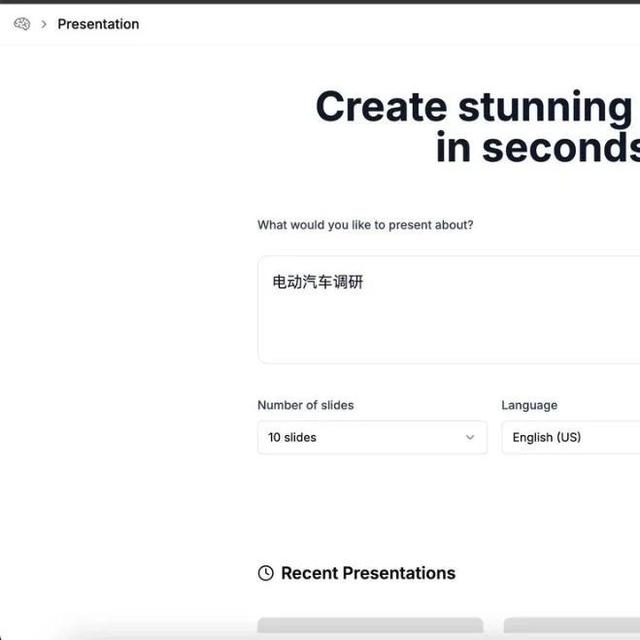 Presentation
Create stunning
in seconds
What would you like to present about?
电动汽车调研
Number of slides
Language
10 slides
English (US)
Recent Presentations